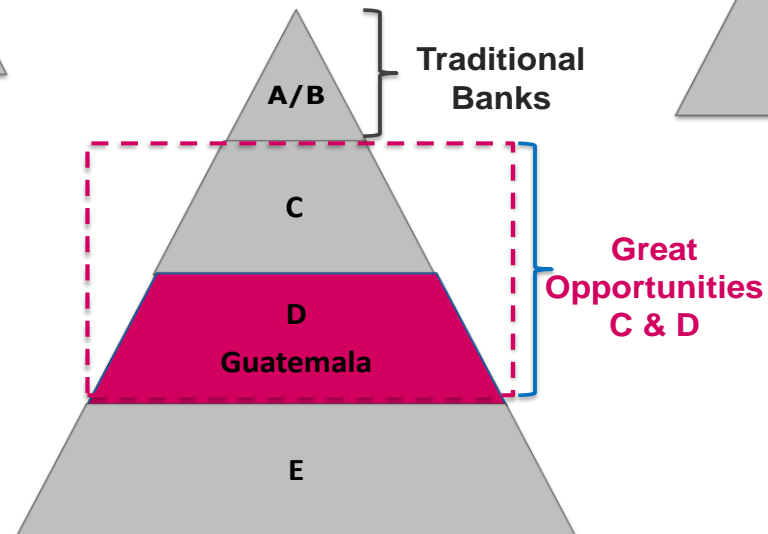 Traditional
Banks
A/B
C
Great
Opportunities
C & D
D
Guatemala
E